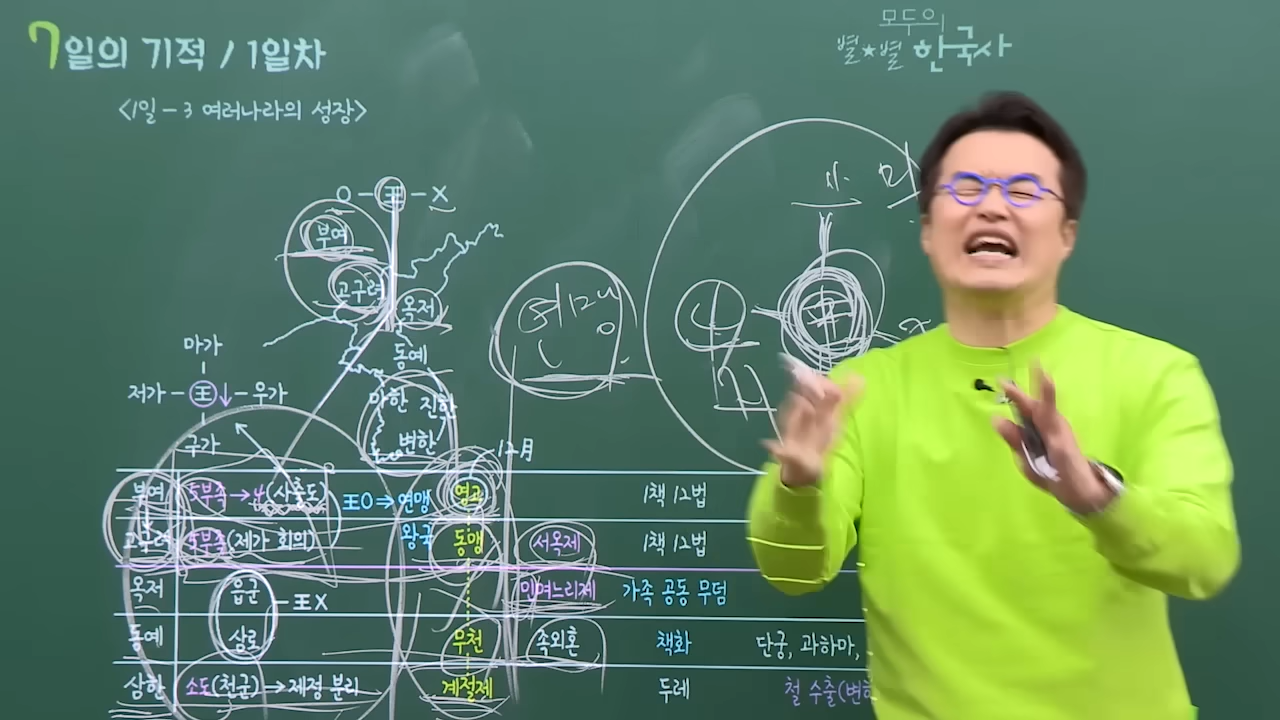 7일의 기적 / 1일차
모두의
별★별 한국사
<1일 - 3 여러나라의 성장>
O - 王 - X
부여
고구려
옥저
동예
마한 진한
변한
마가
저가 - 王 ↓ - 우가
구가
12月
부여 5부족 → 4 사출도 王O → 연맹 영고 1책 12법
고구려 5부족 (제가 회의) 왕국 동맹 서옥제 1책 12법
옥저 읍군 - 王 X 민며느리제 가족 공동 무덤
동예 삼로 무천 족외혼 책화 단궁, 과하마,
삼한 소도(천군) → 제정 분리 계절제 두레 철 수출(변한